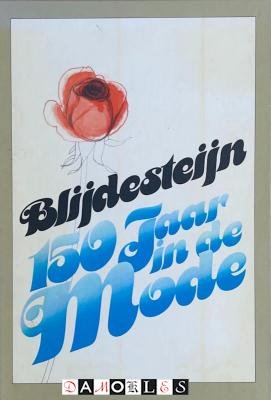 Blijdesteijn
150 Jaar
in de
Mode
DAMOKLES